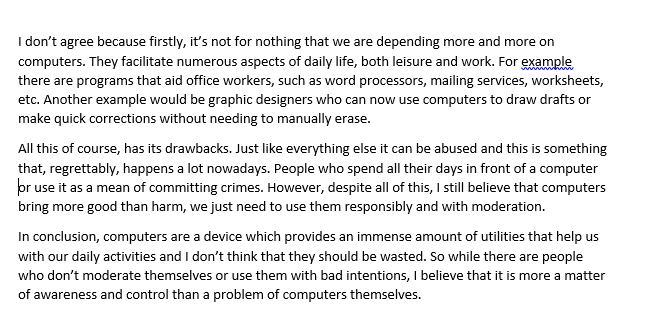 I don’t agree because firstly, it’s not for nothing that we are depending more and more on
computers. They facilitate numerous aspects of daily life, both leisure and work. For example
there are programs that aid office workers, such as word processors, mailing services, worksheets,
etc. Another example would be graphic designers who can now use computers to draw drafts or
make quick corrections without needing to manually erase.
All this of course, has its drawbacks. Just like everything else it can be abused and this is something
that, regrettably, happens a lot nowadays. People who spend all their days in front of a computer
or use it as a mean of committing crimes. However, despite all of this, I still believe that computers
bring more good than harm, we just need to use them responsibly and with moderation.
In conclusion, computers are a device which provides an immense amount of utilities that help us
with our daily activities and I don’t think that they should be wasted. So while there are people
who don’t moderate themselves or use them with bad intentions, I believe that it is more a matter
of awareness and control than a problem of computers themselves.